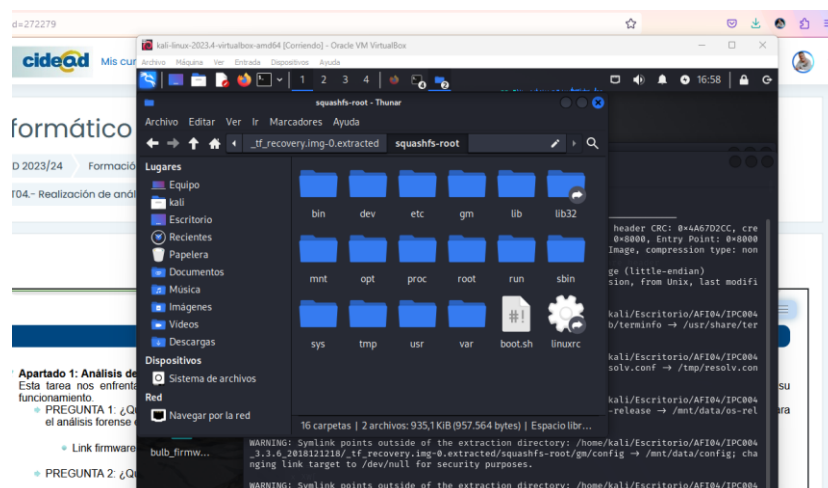 d=272279
cidead Mis cur
kali-linux-2023.4-virtualbox-amd64 [Corriendo] - Oracle VM VirtualBox
Archivo Máquina Ver Entrada Dispositivos Ayuda
1 2 3 4
16:58
squashfs-root - Thunar
Archivo Editar Ver Ir Marcadores Ayuda
_tf_recovery.img-0.extracted squashfs-root
Lugares
Equipo
kali
Escritorio
Recientes
Papelera
Documentos
Música
Imágenes
Vídeos
Descargas
Dispositivos
Sistema de archivos
Red
Navegar por la red
bin dev etc gm lib lib32
mnt opt proc root run sbin
sys tmp usr var boot.sh linuxrc
16 carpetas | 2 archivos: 935,1 KiB (957.564 bytes) | Espacio libr...
formático
D 2023/24 Formació
T04.- Realización de anál
header CRC: 0×4A67D2CC, cre
0×8000, Entry Point: 0×8000
Image, compression type: non
ge (little-endian)
sion, from Unix, last modifi
kali/Escritorio/AFI04/IPC004
b/terminfo → /usr/share/ter
kali/Escritorio/AFI04/IPC004
solv.conf → /tmp/resolv.con
kali/Escritorio/AFI04/IPC004
-release → /mnt/data/os-rel
WARNING: Symlink points outside of the extraction directory: /home/kali/Escritorio/AFI04/IPC004
_3.3.6_2018121218/_tf_recovery.img-0.extracted/squashfs-root/gm/config → /mnt/data/config; cha
nging link target to /dev/null for security purposes.
WARNING: Symlink points outside of the extraction directory: /home/kali/Escritorio/AFI04/IPC004
bulb_firmw...
Apartado 1: Análisis de
Esta tarea nos enfrenta
funcionamiento.
PREGUNTA 1: ¿Qu
el análisis forense
Link firmware
PREGUNTA 2: ¿Qu
su
ara